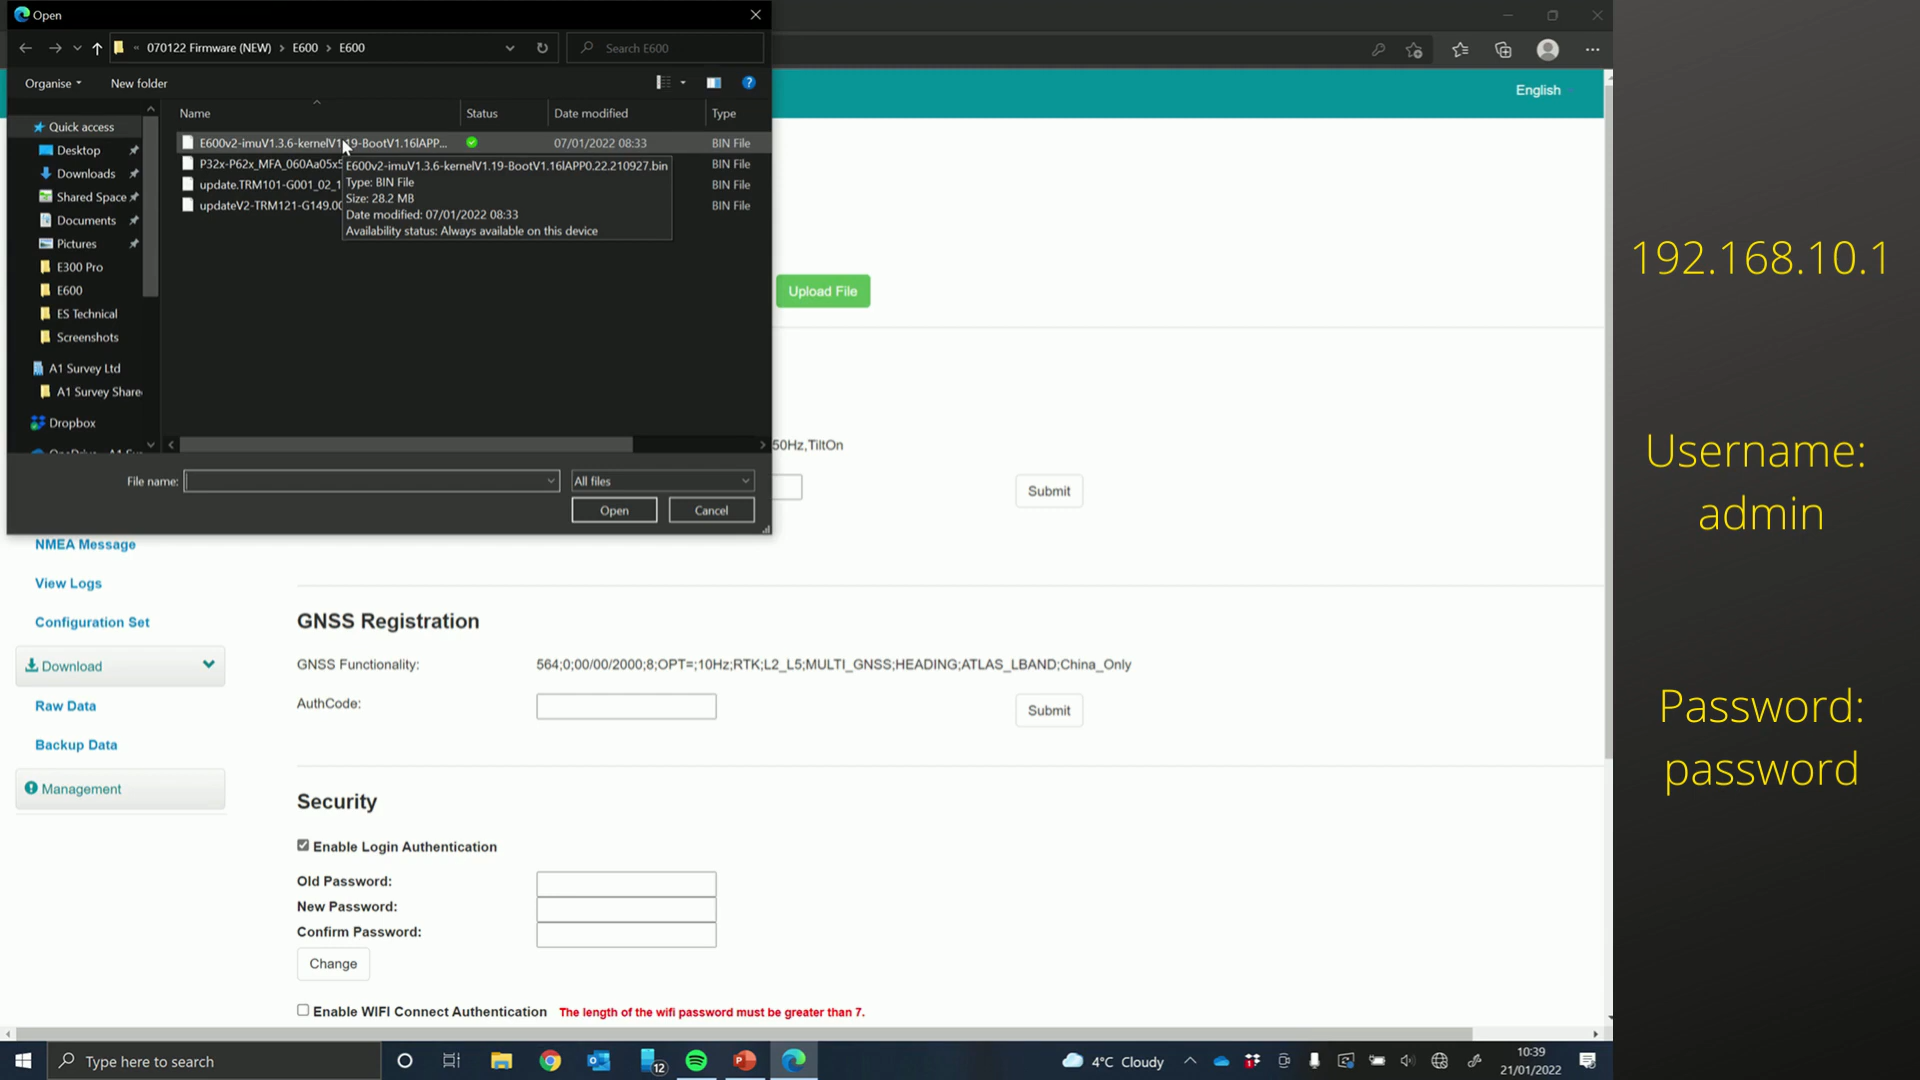 Open
070122 Firmware (NEW) › E600 › E600
Search E600
Organise
New folder
English
Name
Status
Date modified
Type
Quick access
Desktop
Downloads
Shared Space
Documents
Pictures
E300 Pro
E600
ES Technical
Screenshots
A1 Survey Ltd
A1 Survey Share
Dropbox
E600v2-imuV1.3.6-kernelV1.19-BootV1.16lAPP...
07/01/2022 08:33
BIN File
P32x-P62x_MFA_060Aa05x5
BIN File
update.TRM101-G001_02_1
BIN File
updateV2-TRM121-G149.00
BIN File
E600v2-imuV1.3.6-kernelV1.19-BootV1.16lAPP0.22.210927.bin
Type: BIN File
Size: 28.2 MB
Date modified: 07/01/2022 08:33
Availability status: Always available on this device
File name:
All files
Open
Cancel
Upload File
50Hz,TiltOn
Submit
NMEA Message
View Logs
Configuration Set
Download
Raw Data
Backup Data
Management
GNSS Registration
GNSS Functionality:
564;0;00/00/2000;8;OPT=;10Hz;RTK;L2_L5;MULTI_GNSS;HEADING;ATLAS_LBAND;China_Only
AuthCode:
Submit
Security
Enable Login Authentication
Old Password:
New Password:
Confirm Password:
Change
Enable WIFI Connect Authentication
The length of the wifi password must be greater than 7.
192.168.10.1
Username:
admin
Password:
password
Type here to search
12
4°C Cloudy
10:39
21/01/2022